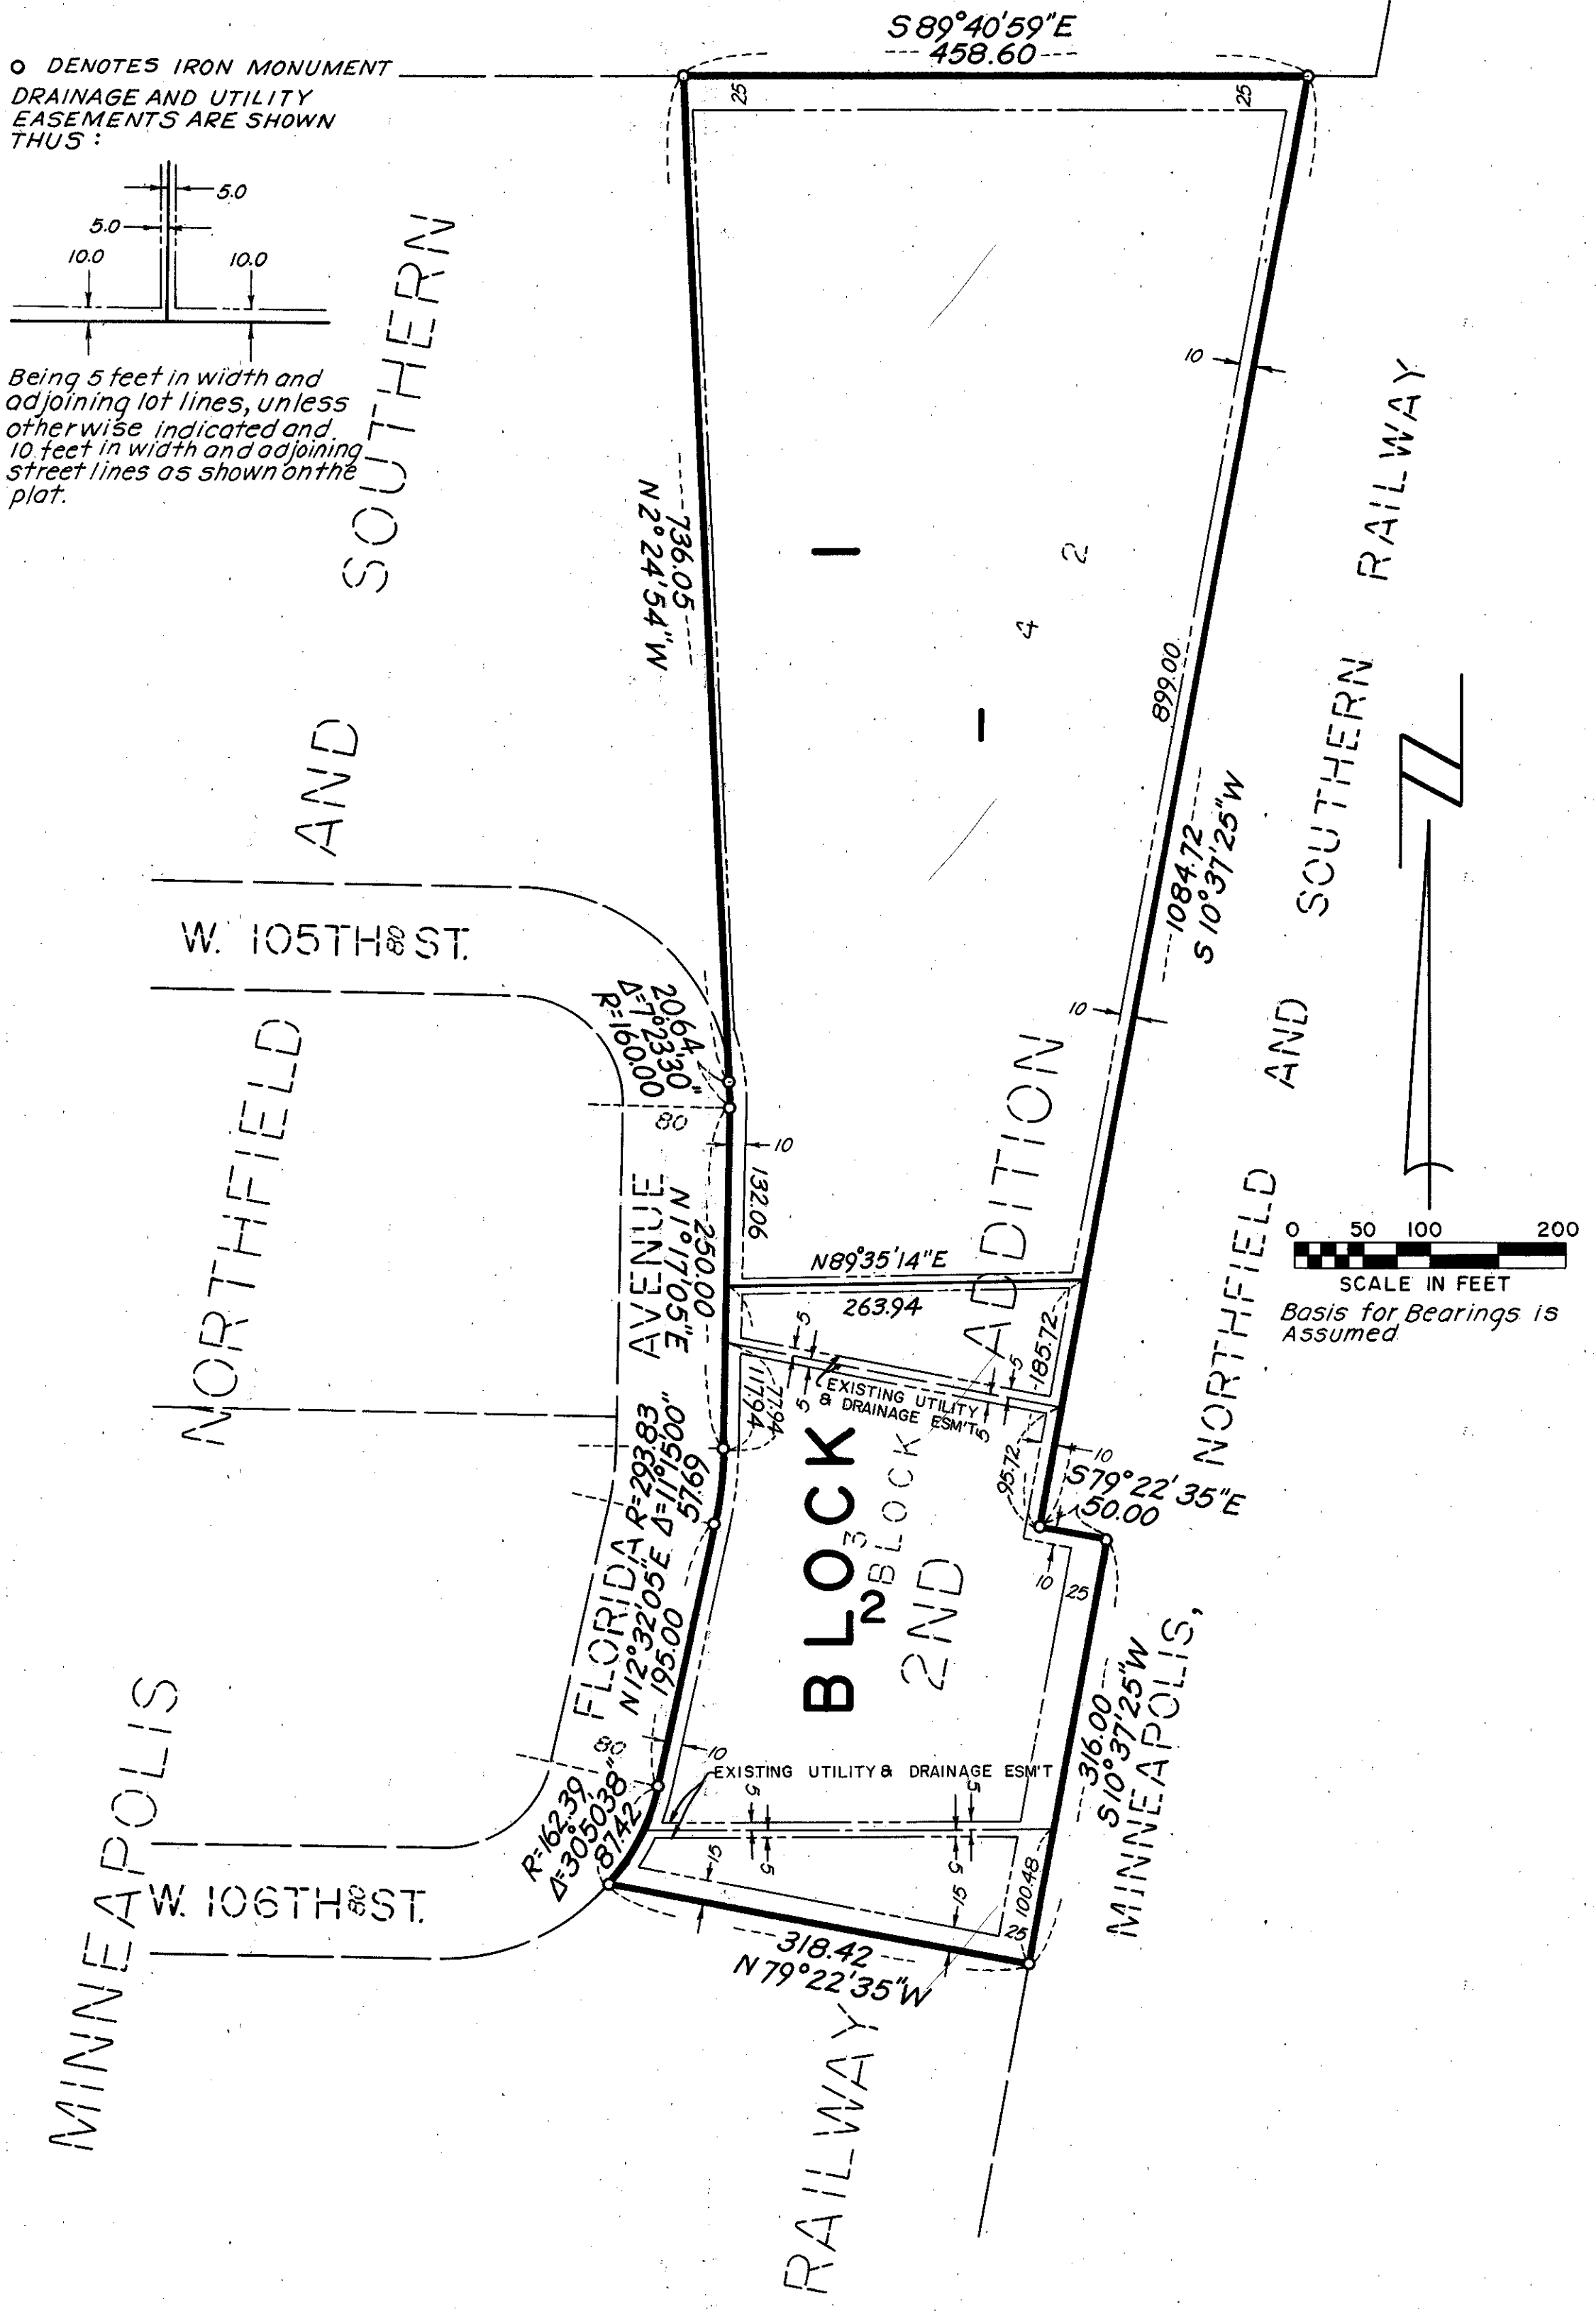 S 89°40'59"E
458.60
o DENOTES IRON MONUMENT
DRAINAGE AND UTILITY
EASEMENTS ARE SHOWN
THUS :
5.0
5.0
10.0
10.0
Being 5 feet in width and
adjoining lot lines, unless
otherwise indicated and
10 feet in width and adjoining
street lines as shown on the
plat.
25
25
MINNEAPOLIS
NORTHFIELD
AND
SOUTHERN
RAILWAY
736.05
N 2°24'54"W
1
2
4
1
10
899.00
1084.72
S 10°37'25"W
10
MINNEAPOLIS,
NORTHFIELD
AND
SOUTHERN
RAILWAY
W. 105TH 80 ST.
20.64
Δ=7°23'30"
R=160.00
80
10
132.06
250.00
N 1°17'05"E
FLORIDA
AVENUE
N89°35'14"E
263.94
2ND
ADDITION
5
5
5
5
185.72
EXISTING UTILITY
& DRAINAGE ESM'T
77.94
117.94
R=293.83
Δ=11°15'00"
57.69
BLOCK
BLOCK
3
2
95.72
10
S79°22'35"E
50.00
10
25
N12°32'05"E
195.00
80
10
316.00
S10°37'25"W
EXISTING UTILITY & DRAINAGE ESM'T
5
5
5
5
R=162.39
Δ=30°50'38"
87.42
15
15
100.48
25
W. 106TH 80 ST.
318.42
N 79°22'35"W
0 50 100 200
SCALE IN FEET
Basis for Bearings is
Assumed